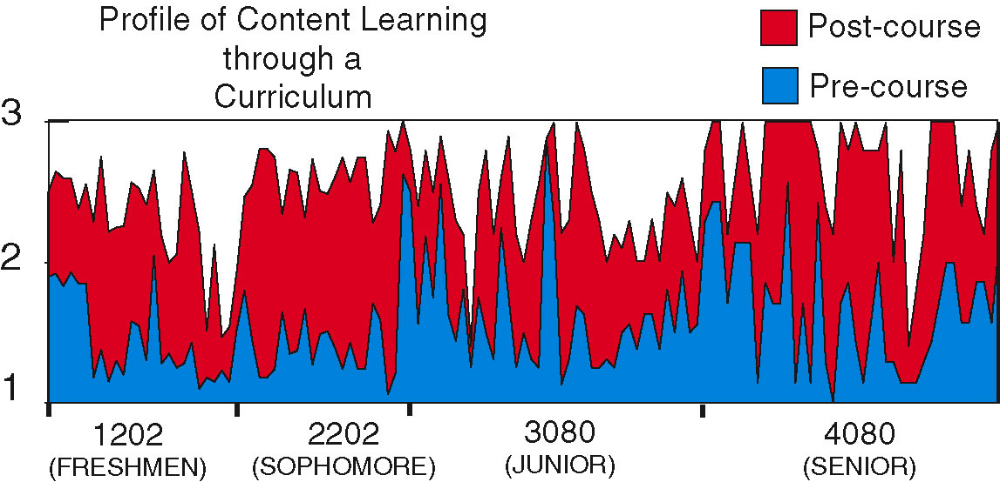 Profile of Content Learning
through a
Curriculum
Post-course
Pre-course
3
2
1
1202
(FRESHMEN)
2202
(SOPHOMORE)
3080
(JUNIOR)
4080
(SENIOR)